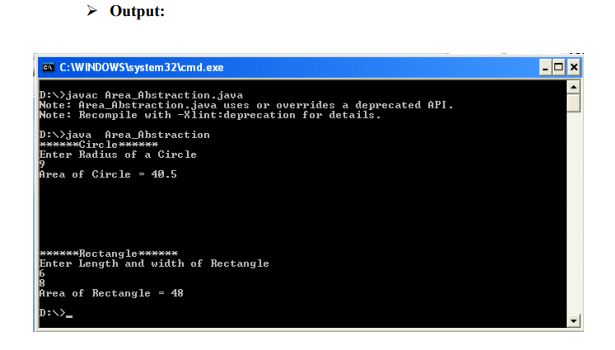 ➤ Output:
C:\WINDOWS\system32\cmd.exe
D:\>javac Area_Abstraction.java
Note: Area_Abstraction.java uses or overrides a deprecated API.
Note: Recompile with -Xlint:deprecation for details.
D:\>java  Area_Abstraction
******Circle******
Enter Radius of a Circle
9
Area of Circle = 40.5
******Rectangle******
Enter Length and width of Rectangle
6
8
Area of Rectangle = 48
D:\>_